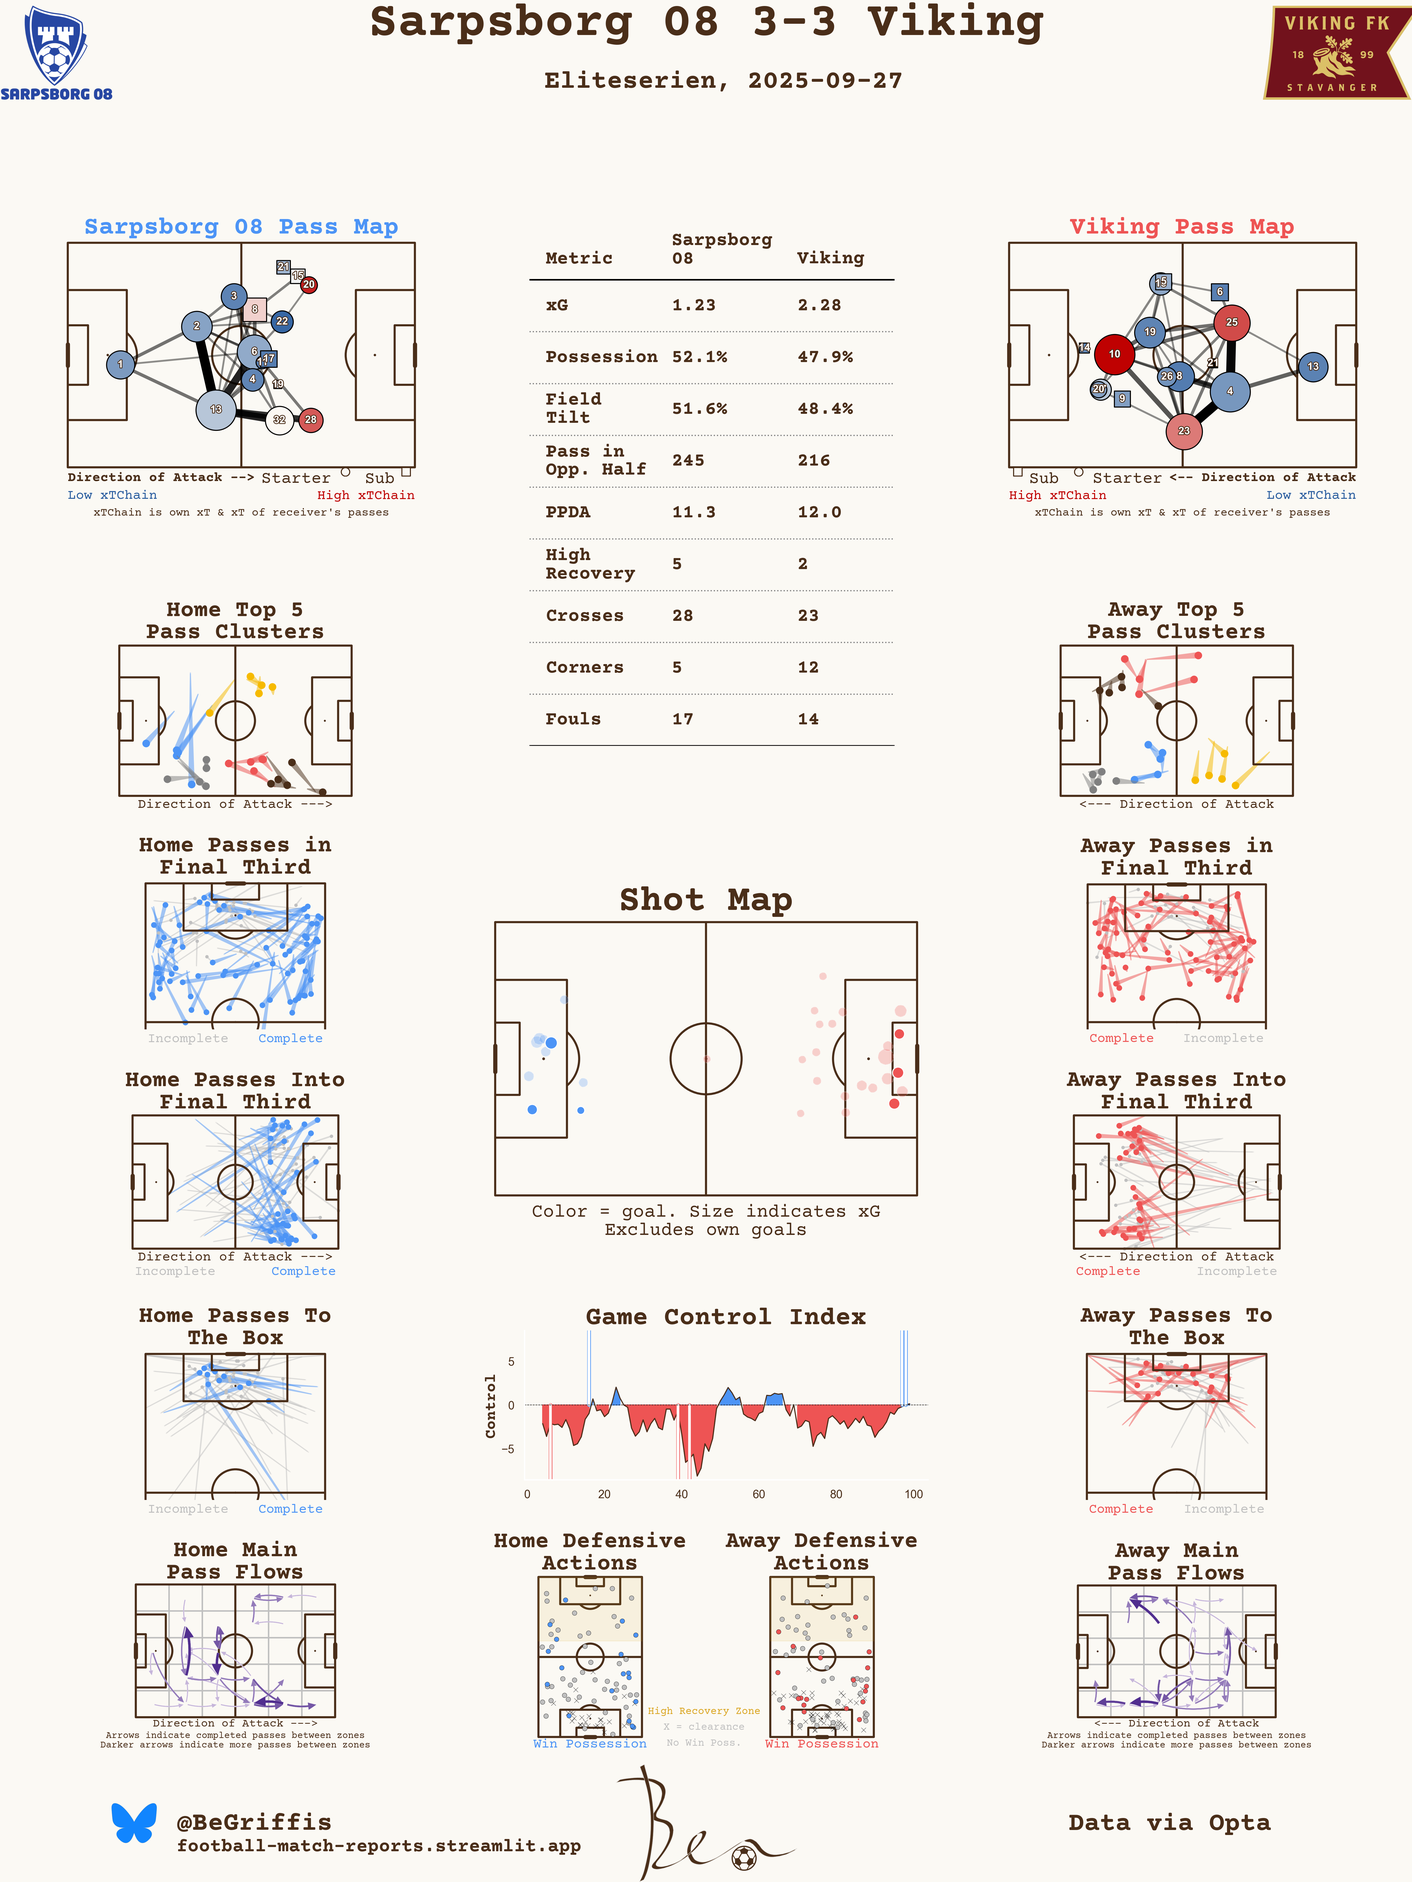 Sarpsborg 08 3-3 Viking
Eliteserien, 2025-09-27
SARPSBORG 08
VIKING FK
18 99
STAVANGER
Sarpsborg 08 Pass Map
21
15
20
3
8
22
2
6
17
1
4
19
13
32
28
Direction of Attack --> Starter Sub
Low xTChain High xTChain
xTChain is own xT & xT of receiver's passes
Metric Sarpsborg 08 Viking
xG 1.23 2.28
Possession 52.1% 47.9%
Field Tilt 51.6% 48.4%
Pass in Opp. Half 245 216
PPDA 11.3 12.0
High Recovery 5 2
Crosses 28 23
Corners 5 12
Fouls 17 14
Viking Pass Map
15
6
25
19
14
10
21
13
26
8
20
9
4
23
Sub Starter <-- Direction of Attack
High xTChain Low xTChain
xTChain is own xT & xT of receiver's passes
Home Top 5
Pass Clusters
Direction of Attack --->
Away Top 5
Pass Clusters
<--- Direction of Attack
Home Passes in
Final Third
Incomplete Complete
Away Passes in
Final Third
Complete Incomplete
Shot Map
Color = goal. Size indicates xG
Excludes own goals
Home Passes Into
Final Third
Direction of Attack --->
Incomplete Complete
Away Passes Into
Final Third
<--- Direction of Attack
Complete Incomplete
Home Passes To
The Box
Incomplete Complete
Game Control Index
Control
5
0
−5
0 20 40 60 80 100
Away Passes To
The Box
Complete Incomplete
Home Main
Pass Flows
Direction of Attack --->
Arrows indicate completed passes between zones
Darker arrows indicate more passes between zones
Home Defensive
Actions
Win Possession
Away Defensive
Actions
Win Possession
High Recovery Zone
X = clearance
No Win Poss.
Away Main
Pass Flows
<--- Direction of Attack
Arrows indicate completed passes between zones
Darker arrows indicate more passes between zones
@BeGriffis
football-match-reports.streamlit.app
Ben
Data via Opta